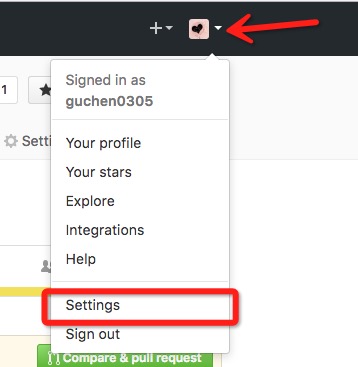 1
Signed in as
guchen0305
Setti
Your profile
Your stars
Explore
Integrations
Help
Settings
Sign out
Compare & pull request